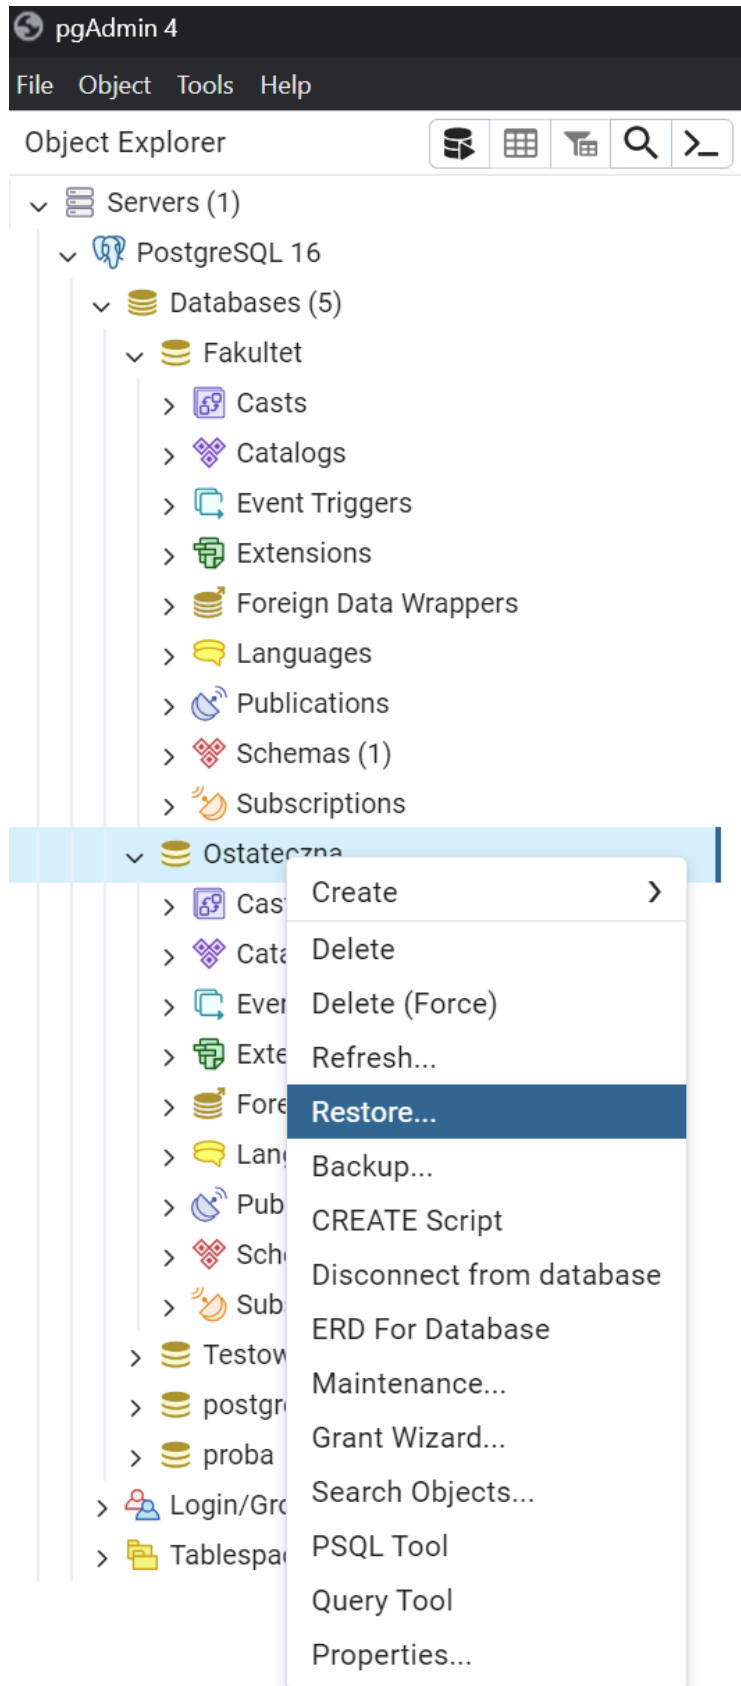 pgAdmin 4
File Object Tools Help
Object Explorer
Servers (1)
PostgreSQL 16
Databases (5)
Fakultet
Casts
Catalogs
Event Triggers
Extensions
Foreign Data Wrappers
Languages
Publications
Schemas (1)
Subscriptions
Ostateczna
Create
Delete
Delete (Force)
Refresh...
Restore...
Backup...
CREATE Script
Disconnect from database
ERD For Database
Maintenance...
Grant Wizard...
Search Objects...
PSQL Tool
Query Tool
Properties...
proba